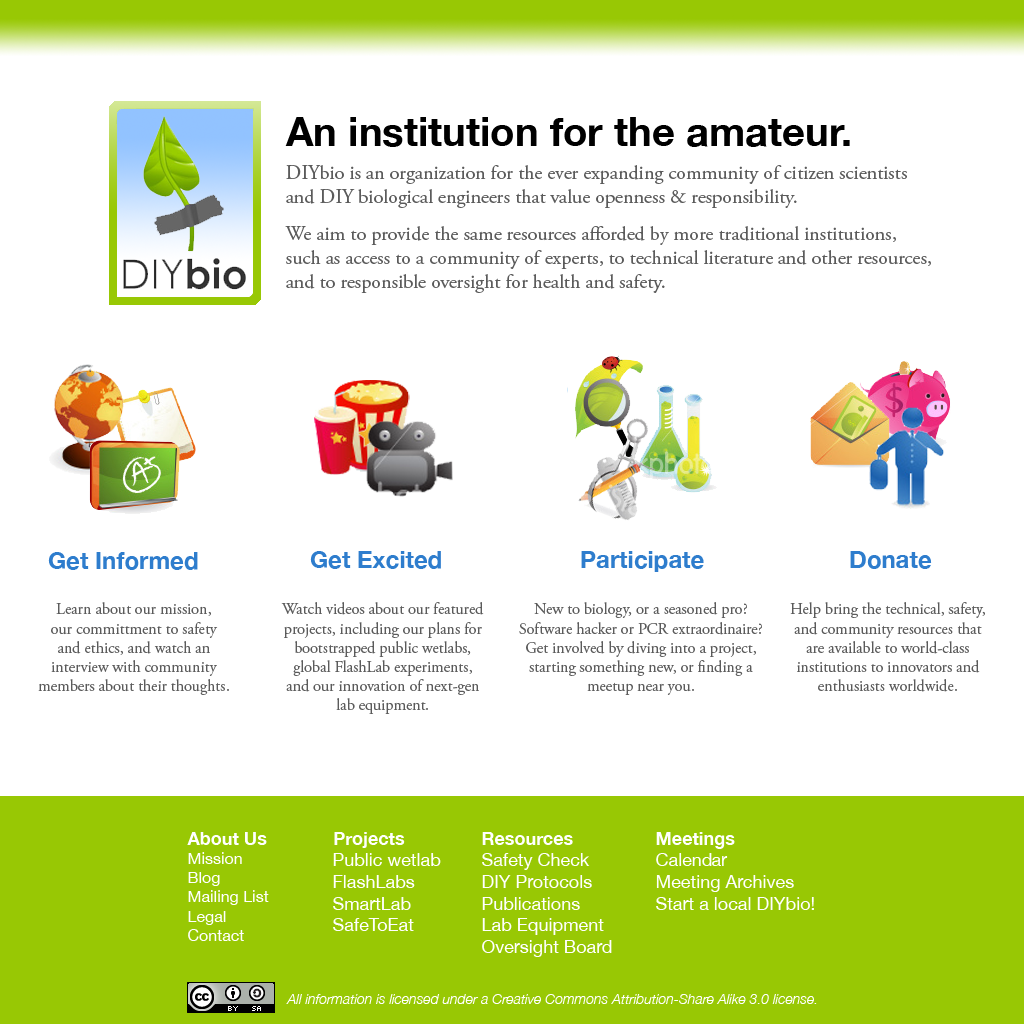 An institution for the amateur.
DIYbio is an organization for the ever expanding community of citizen scientists
and DIY biological engineers that value openness & responsibility.
We aim to provide the same resources afforded by more traditional institutions,
such as access to a community of experts, to technical literature and other resources,
and to responsible oversight for health and safety.
DIYbio
A+
$
Get Informed
Learn about our mission,
our committment to safety
and ethics, and watch an
interview with community
members about their thoughts.
Get Excited
Watch videos about our featured
projects, including our plans for
bootstrapped public wetlabs,
global FlashLab experiments,
and our innovation of next-gen
lab equipment.
Participate
New to biology, or a seasoned pro?
Software hacker or PCR extraordinaire?
Get involved by diving into a project,
starting something new, or finding a
meetup near you.
Donate
Help bring the technical, safety,
and community resources that
are available to world-class
institutions to innovators and
enthusiasts worldwide.
About Us
Mission
Blog
Mailing List
Legal
Contact
Projects
Public wetlab
FlashLabs
SmartLab
SafeToEat
Resources
Safety Check
DIY Protocols
Publications
Lab Equipment
Oversight Board
Meetings
Calendar
Meeting Archives
Start a local DIYbio!
cc BY SA
All information is licensed under a Creative Commons Attribution-Share Alike 3.0 license.